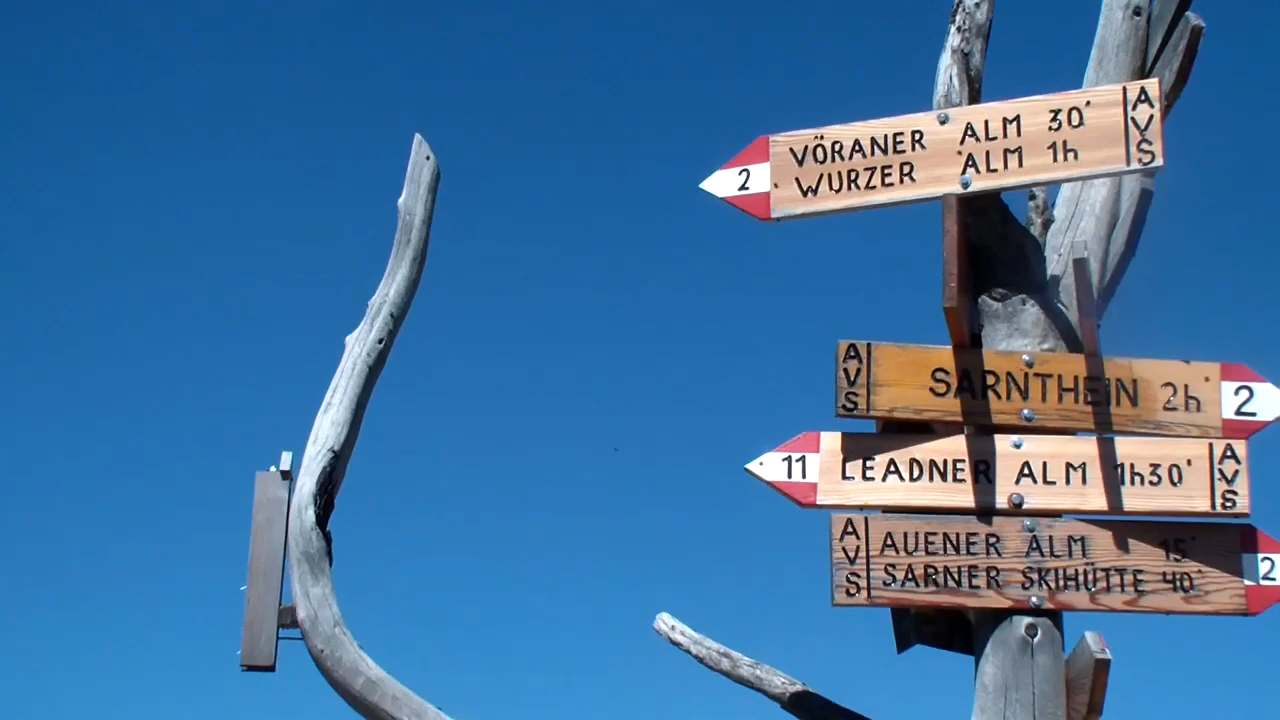 2 VÖRANER ALM 30' AVS
WURZER ALM 1h
AVS SARNTHEIN 2h 2
11 LEADNER ALM 1h30' AVS
AVS AUENER ALM 15' 2
SARNER SKIHÜTTE 40'